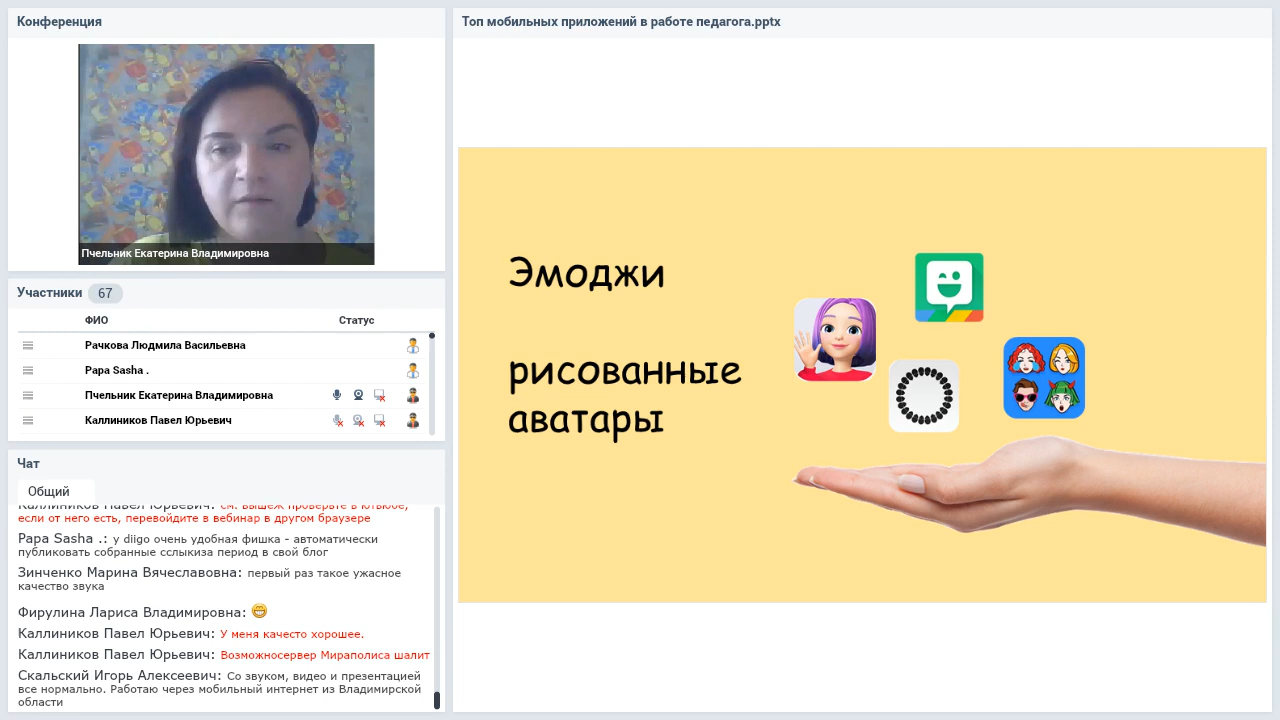 Конференция
Пчельник Екатерина Владимировна
Участники 67
ФИО Статус
Рачкова Людмила Васильевна
Papa Sasha .
Пчельник Екатерина Владимировна
Каллиников Павел Юрьевич
Чат
Общий
Каллиников Павел Юрьевич: см. вышеж проверьте в ютьюбе,
если от него есть, перевойдите в вебинар в другом браузере
Papa Sasha .: у diigo очень удобная фишка - автоматически
публиковать собранные сслыкиза период в свой блог
Зинченко Марина Вячеславовна: первый раз такое ужасное
качество звука
Фирулина Лариса Владимировна:
Каллиников Павел Юрьевич: У меня качесто хорошее.
Каллиников Павел Юрьевич: Возможносервер Мираполиса шалит
Скальский Игорь Алексеевич: Со звуком, видео и презентацией
все нормально. Работаю через мобильный интернет из Владимирской
области
Топ мобильных приложений в работе педагога.pptx
Эмоджи
рисованные
аватары